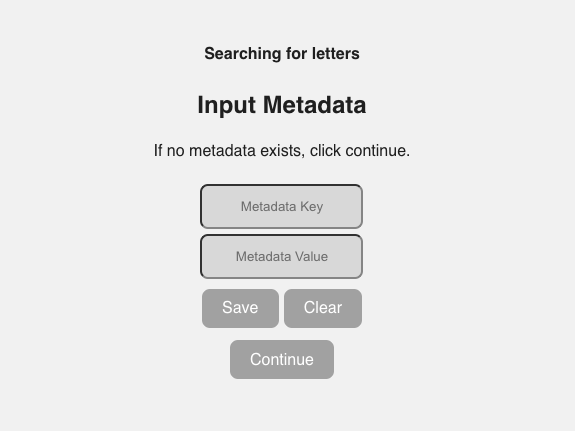 Searching for letters
Input Metadata
If no metadata exists, click continue.
Metadata Key
Metadata Value
Save Clear
Continue